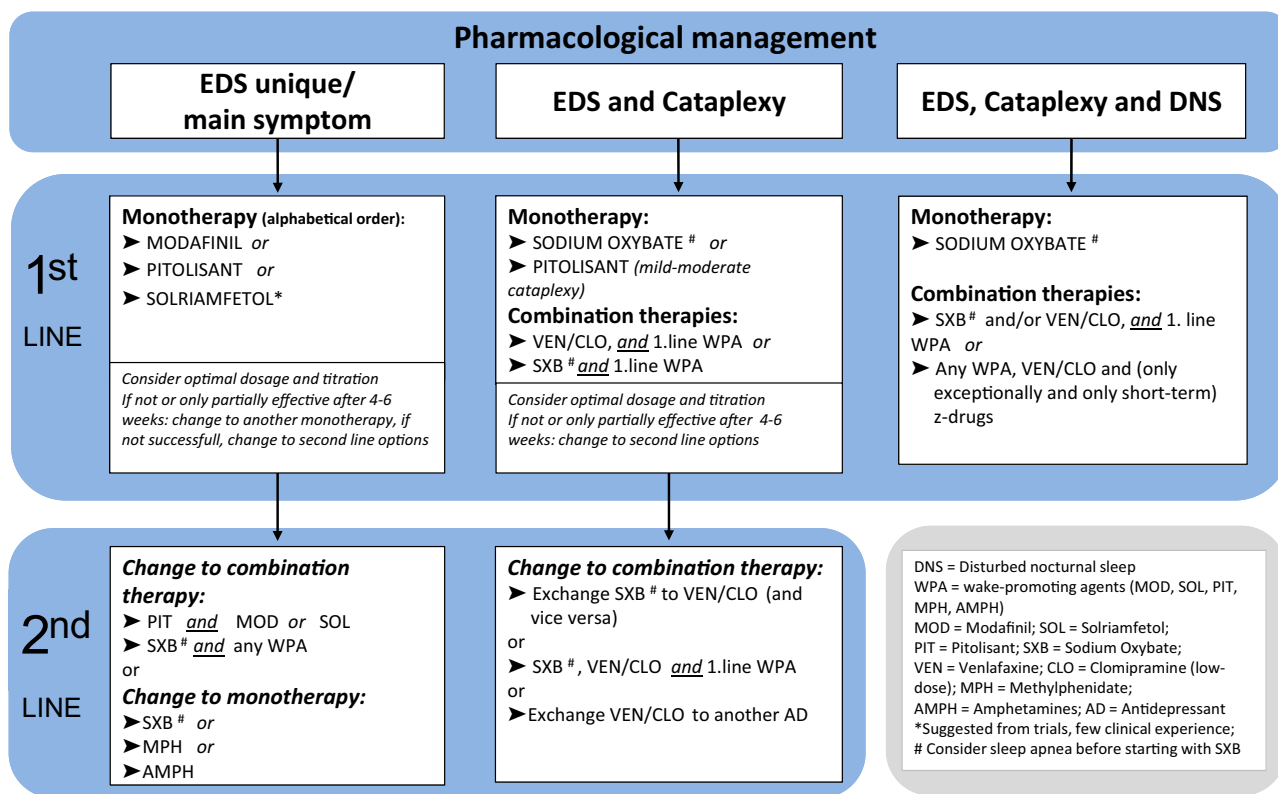 Pharmacological management
EDS unique/
main symptom
EDS and Cataplexy
EDS, Cataplexy and DNS
1st
LINE
Monotherapy (alphabetical order):
➤ MODAFINIL or
➤ PITOLISANT or
➤ SOLRIAMFETOL*
Consider optimal dosage and titration
If not or only partially effective after 4-6
weeks: change to another monotherapy, if
not successfull, change to second line options
Monotherapy:
➤ SODIUM OXYBATE # or
➤ PITOLISANT (mild-moderate
cataplexy)
Combination therapies:
➤ VEN/CLO, and 1.line WPA or
➤ SXB # and 1.line WPA
Consider optimal dosage and titration
If not or only partially effective after 4-6
weeks: change to second line options
Monotherapy:
➤ SODIUM OXYBATE #
Combination therapies:
➤ SXB # and/or VEN/CLO, and 1. line
WPA or
➤ Any WPA, VEN/CLO and (only
exceptionally and only short-term)
z-drugs
2nd
LINE
Change to combination
therapy:
➤ PIT and MOD or SOL
➤ SXB # and any WPA
or
Change to monotherapy:
➤SXB # or
➤MPH or
➤AMPH
Change to combination therapy:
➤ Exchange SXB # to VEN/CLO (and
vice versa)
or
➤ SXB #, VEN/CLO and 1.line WPA
or
➤Exchange VEN/CLO to another AD
DNS = Disturbed nocturnal sleep
WPA = wake-promoting agents (MOD, SOL, PIT,
MPH, AMPH)
MOD = Modafinil; SOL = Solriamfetol;
PIT = Pitolisant; SXB = Sodium Oxybate;
VEN = Venlafaxine; CLO = Clomipramine (low-
dose); MPH = Methylphenidate;
AMPH = Amphetamines; AD = Antidepressant
*Suggested from trials, few clinical experience;
# Consider sleep apnea before starting with SXB